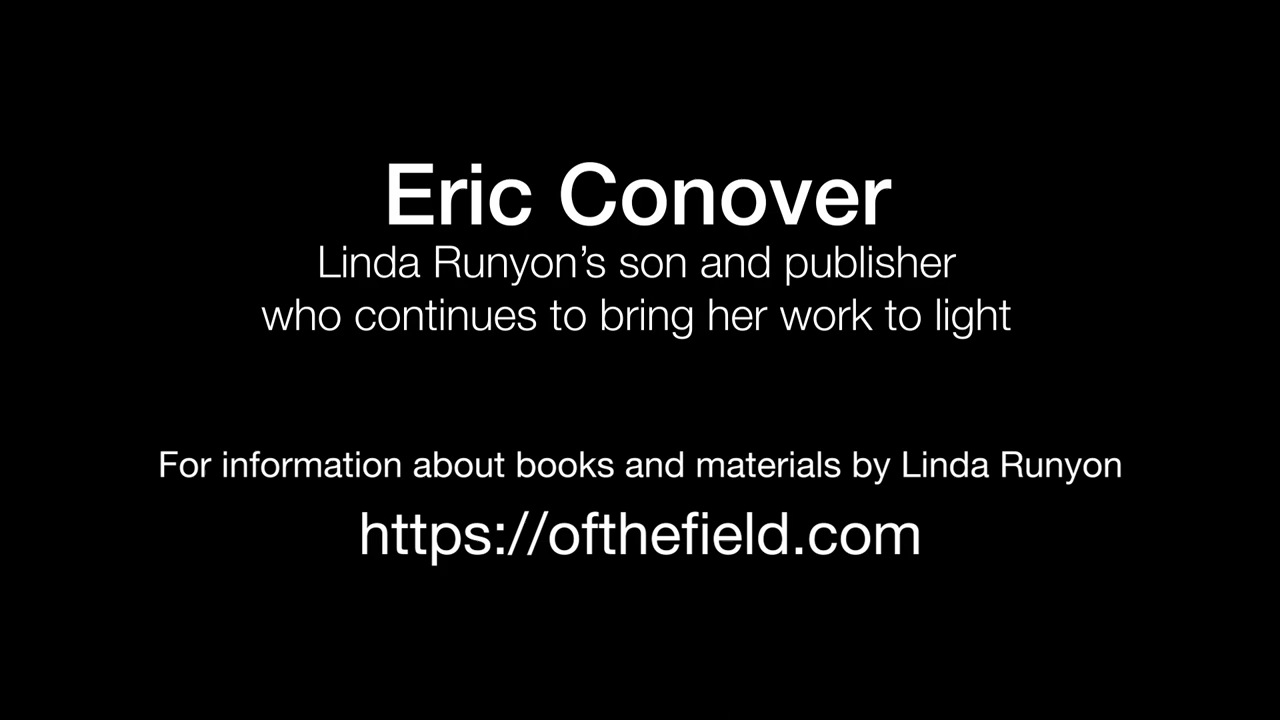 Eric Conover
Linda Runyon’s son and publisher
who continues to bring her work to light
For information about books and materials by Linda Runyon
https://ofthefield.com